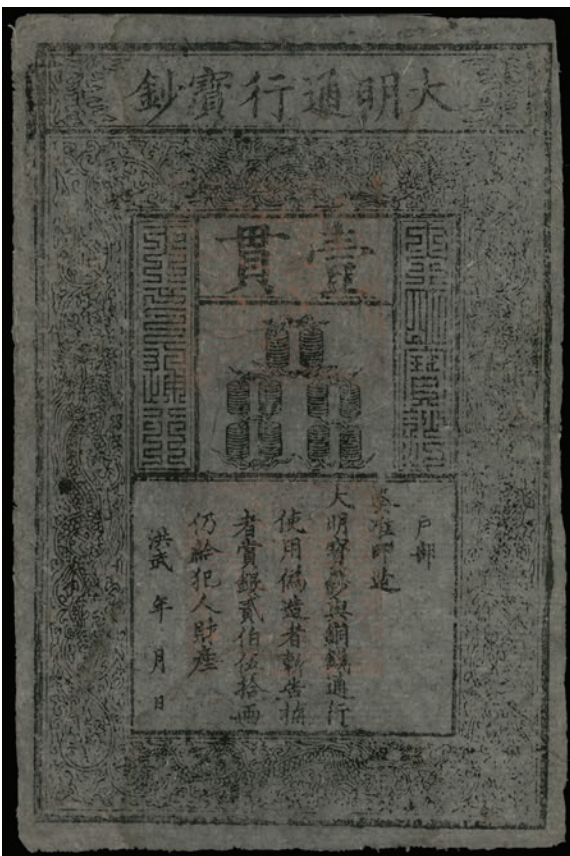 大明通行寶鈔
壹貫
戶部
奏准印造
大明寶鈔與銅錢通行
使用偽造者斬告捕
者賞銀貳伯伍拾兩
仍給犯人財產
洪武 年 月 日